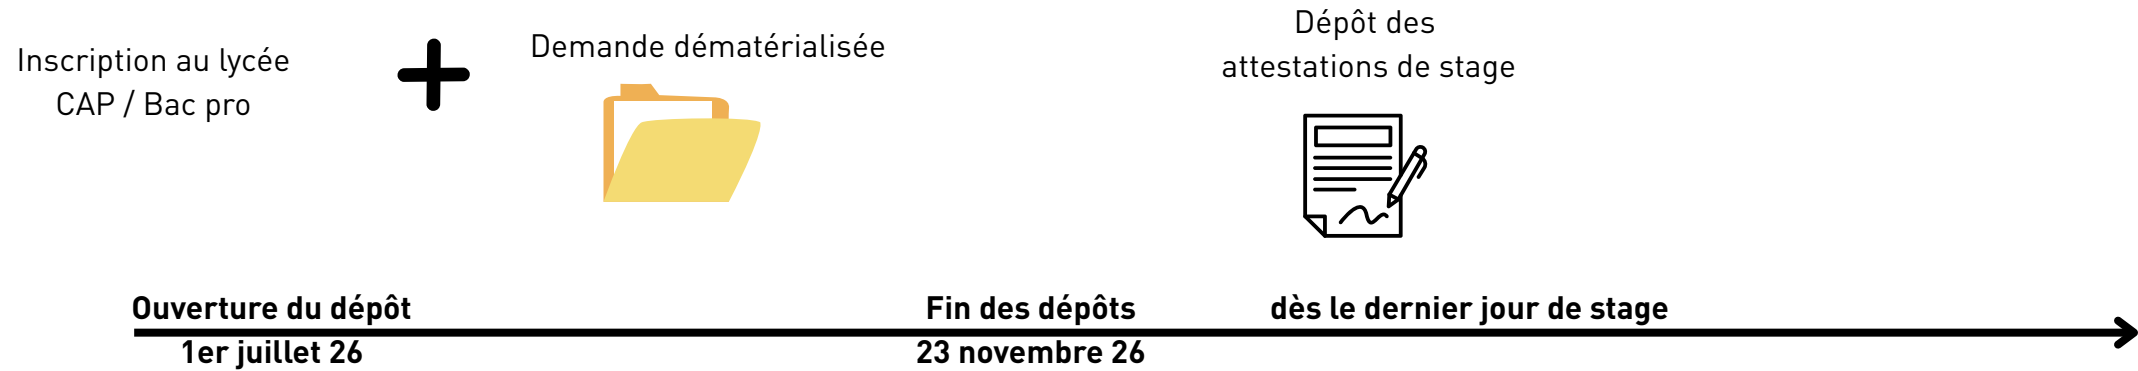 Inscription au lycée
CAP / Bac pro
Demande dématérialisée
Dépôt des
attestations de stage
Ouverture du dépôt
1er juillet 26
Fin des dépôts
23 novembre 26
dès le dernier jour de stage